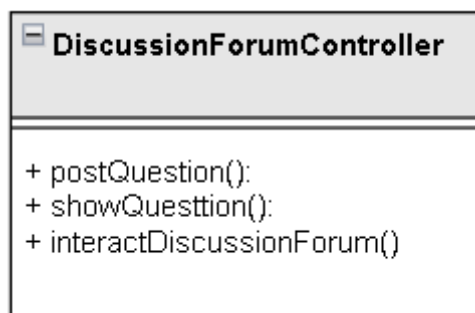 DiscussionForumController
+ postQuestion():
+ showQuesttion():
+ interactDiscussionForum()